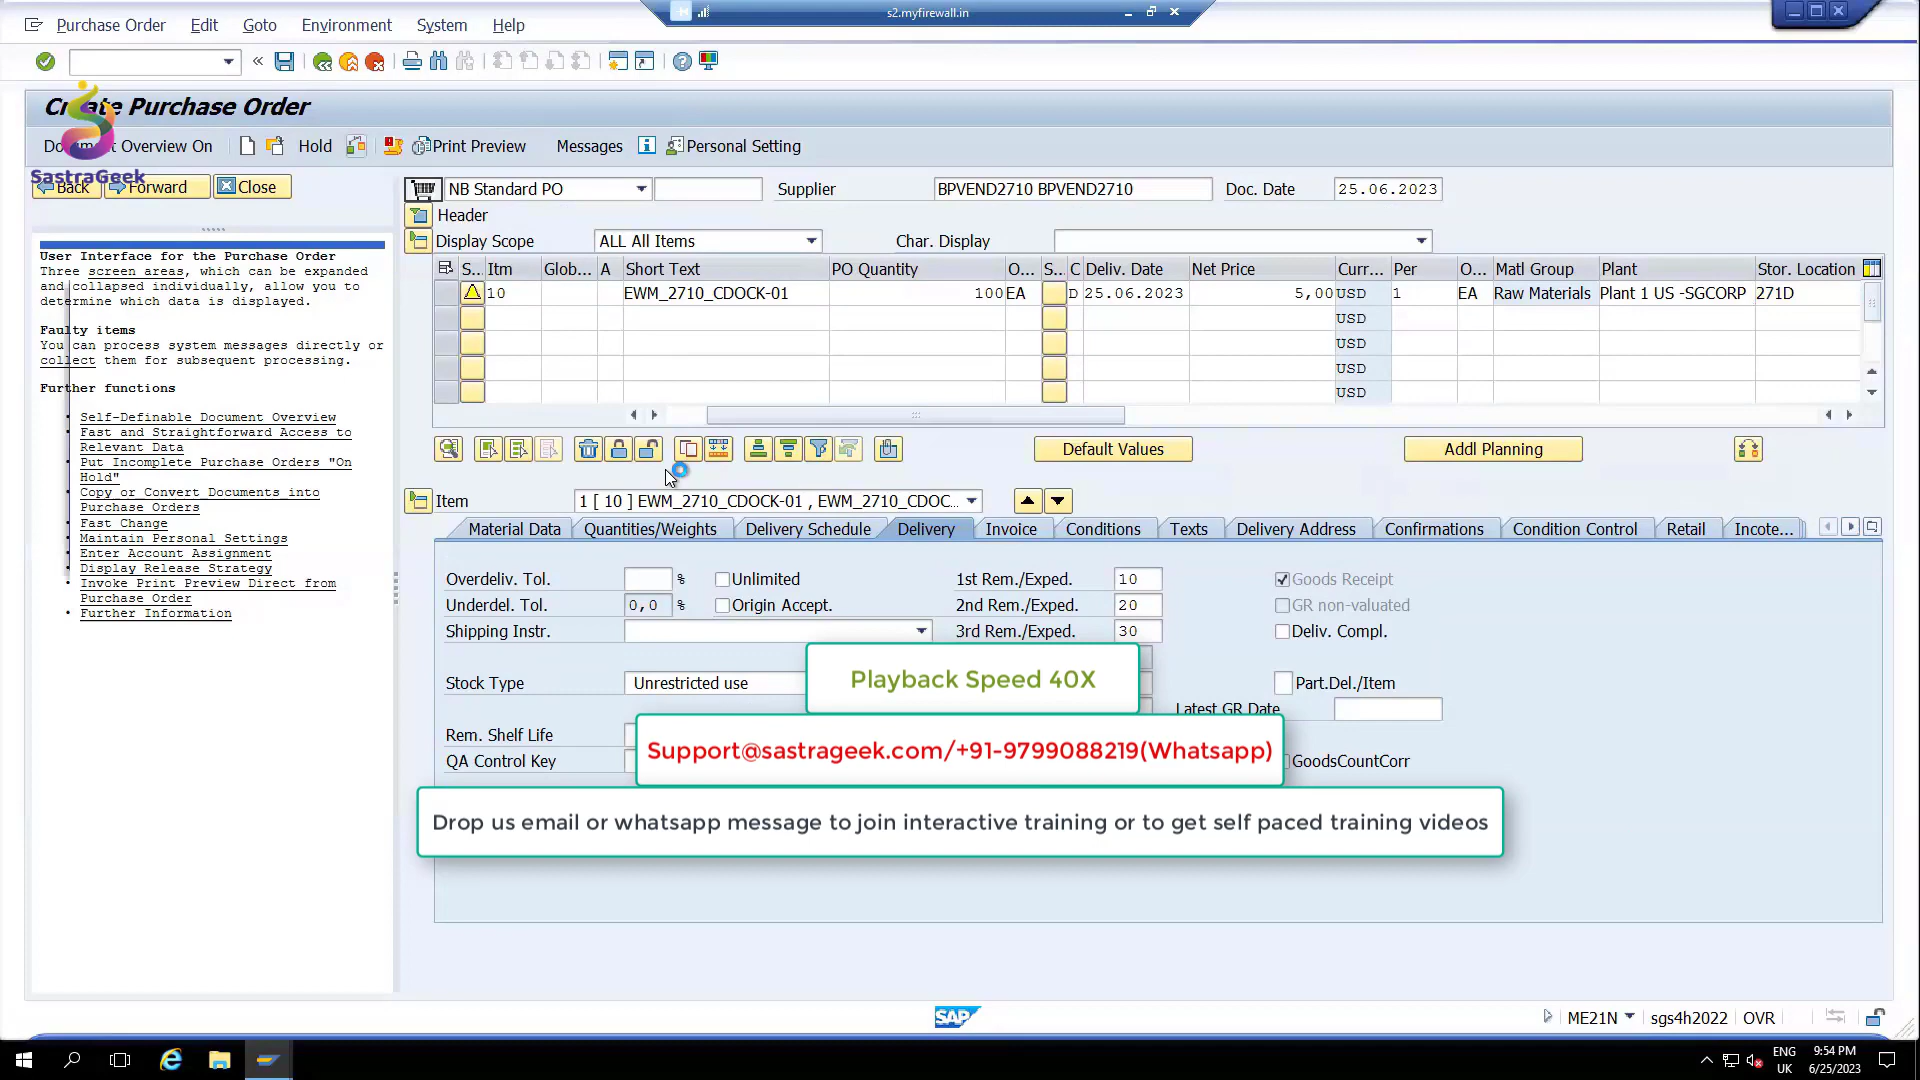 s2.myfirewall.in
Purchase Order Edit Goto Environment System Help
Create Purchase Order
Document Overview On Hold Print Preview Messages Personal Setting
SastraGeek
Back Forward Close
NB Standard PO Supplier BPVEND2710 BPVEND2710 Doc. Date 25.06.2023
Header
Display Scope ALL All Items Char. Display
S... Itm Glob... A Short Text PO Quantity O... S... C Deliv. Date Net Price Curr... Per O... Matl Group Plant Stor. Location
10 EWM_2710_CDOCK-01 100 EA D 25.06.2023 5,00 USD 1 EA Raw Materials Plant 1 US -SGCORP 271D
USD
USD
USD
USD
Default Values Addl Planning
Item 1 [ 10 ] EWM_2710_CDOCK-01 , EWM_2710_CDOC...
Material Data Quantities/Weights Delivery Schedule Delivery Invoice Conditions Texts Delivery Address Confirmations Condition Control Retail Incote...
Overdeliv. Tol. % Unlimited 1st Rem./Exped. 10 Goods Receipt
Underdel. Tol. 0,0 % Origin Accept. 2nd Rem./Exped. 20 GR non-valuated
Shipping Instr. 3rd Rem./Exped. 30 Deliv. Compl.
Stock Type Unrestricted use Part.Del./Item
Latest GR Date
Rem. Shelf Life
QA Control Key GoodsCountCorr
User Interface for the Purchase Order
Three screen areas, which can be expanded
and collapsed individually, allow you to
determine which data is displayed.
Faulty items
You can process system messages directly or
collect them for subsequent processing.
Further functions
Self-Definable Document Overview
Fast and Straightforward Access to
Relevant Data
Put Incomplete Purchase Orders "On
Hold"
Copy or Convert Documents into
Purchase Orders
Fast Change
Maintain Personal Settings
Enter Account Assignment
Display Release Strategy
Invoke Print Preview Direct from
Purchase Order
Further Information
Playback Speed 40X
Support@sastrageek.com/+91-9799088219(Whatsapp)
Drop us email or whatsapp message to join interactive training or to get self paced training videos
SAP
ME21N sgs4h2022 OVR
ENG 9:54 PM
UK 6/25/2023